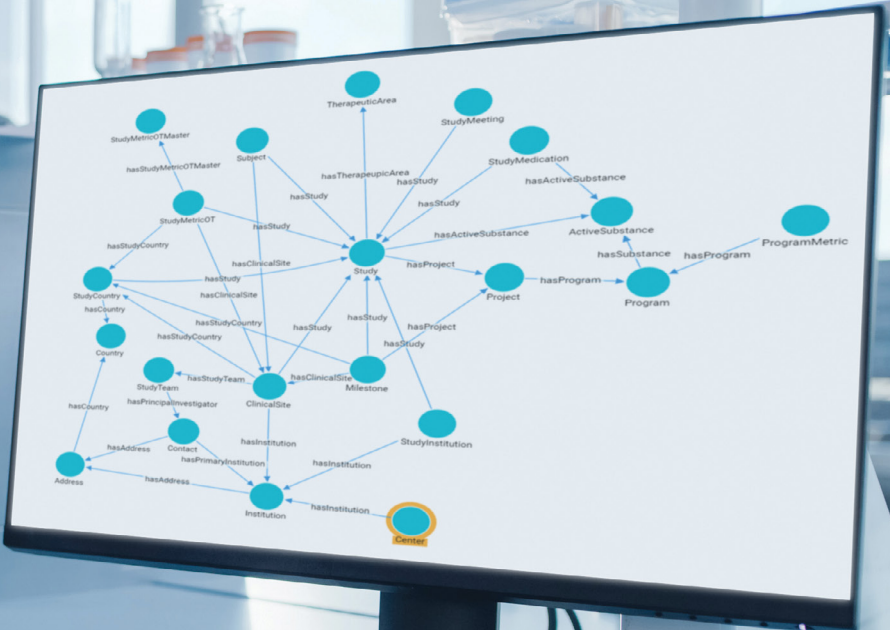 TherapeuticArea
StudyMeeting
StudyMetricOTMaster
Subject
StudyMedication
hasStudyMetricOTMaster
hasTherapeupicArea
hasStudy
hasActiveSubstance
hasStudy
hasStudy
StudyMetricOT
ActiveSubstance
ProgramMetric
hasStudy
hasActiveSubstance
hasStudyCountry
hasSubstance
hasProgram
hasClinicalSite
Study
hasProject
hasStudy
hasProgram
StudyCountry
hasClinicalSite
Project
Program
hasCountry
hasStudyCountry
hasStudy
hasStudy
hasProject
hasStudyCountry
hasStudy
Country
StudyTeam
hasStudyTeam
hasClinicalSite
Milestone
hasPrincipalInvestigator
ClinicalSite
hasCountry
StudyInstitution
hasAddress
Contact
hasInstitution
hasPrimaryInstitution
hasInstitution
Address
hasAddress
Institution
hasInstitution
Center